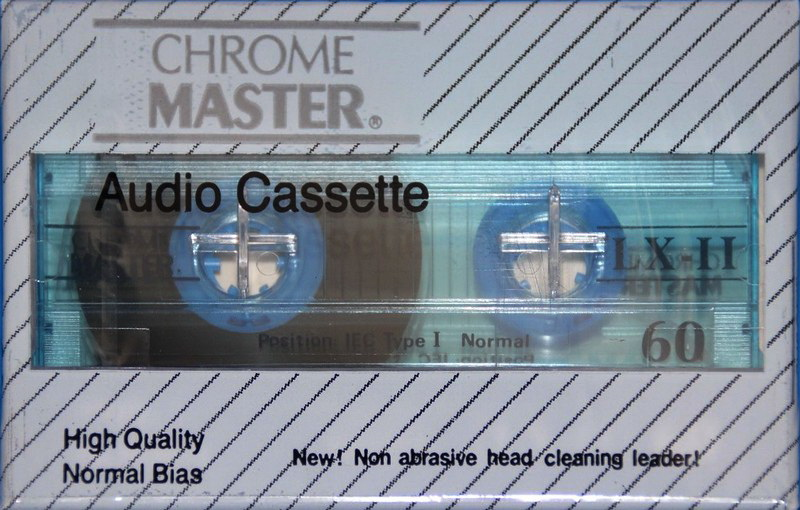 CHROME
MASTER®
Audio Cassette
LX-II
Position IEC Type I Normal
60
High Quality
Normal Bias
New! Non abrasive head cleaning leader!